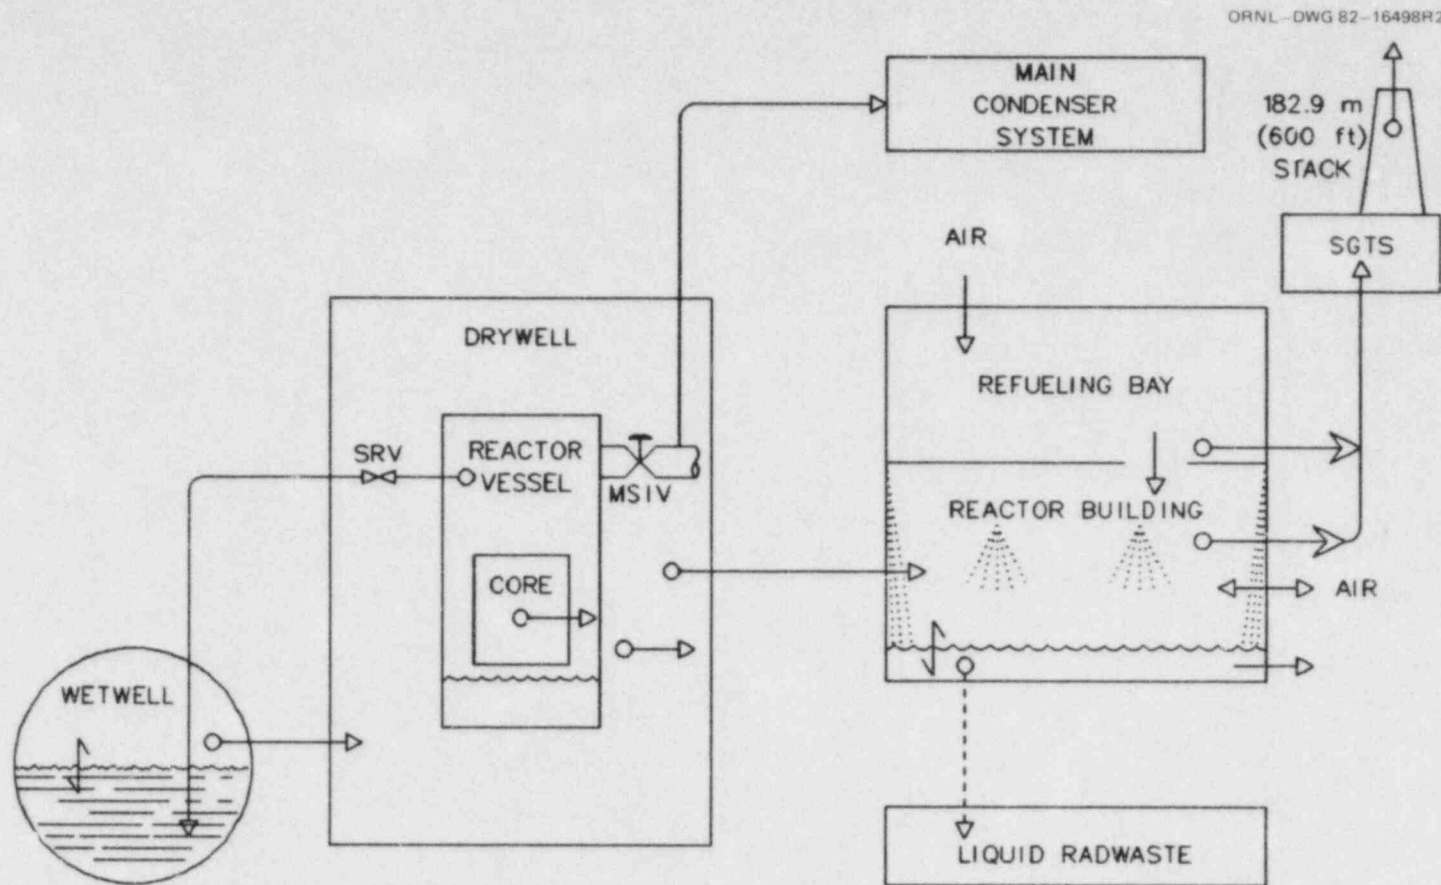 ORNL-DWG 82-16498R2
MAIN
CONDENSER
SYSTEM
182.9 m
(600 ft)
STACK
AIR
SGTS
DRYWELL
REFUELING BAY
SRV
REACTOR
VESSEL
MSIV
REACTOR BUILDING
CORE
AIR
WETWELL
LIQUID RADWASTE